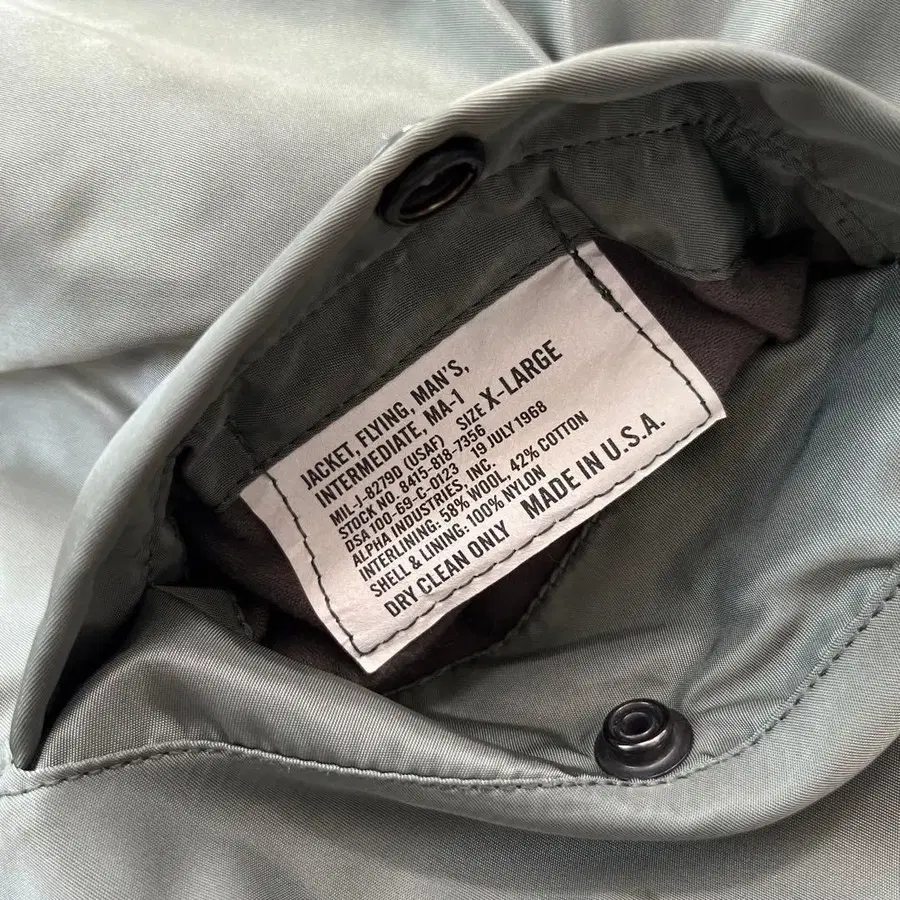 JACKET, FLYING, MAN'S,
INTERMEDIATE, MA-1
MIL-J-8279D (USAF) SIZE X-LARGE
STOCK NO. 8415-818-7356
DSA 100-69-C-0123 19 JULY 1968
ALPHA INDUSTRIES, INC.
INTERLINING: 58% WOOL, 42% COTTON
SHELL & LINING: 100% NYLON
DRY CLEAN ONLY MADE IN U.S.A.